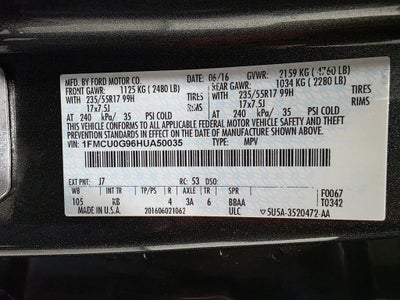 MFD. BY FORD MOTOR CO. 06/16 GVWR: 2159 KG ( 4760 LB)
FRONT GAWR: 1125 KG ( 2480 LB) REAR GAWR: 1034 KG ( 2280 LB)
WITH WITH
235/55R17 99H TIRES 235/55R17 99H TIRES
17x7.5J RIMS 17x7.5J RIMS
AT 240 kPa/ 35 PSI COLD AT 240 kPa/ 35 PSI COLD
THIS VEHICLE CONFORMS TO ALL APPLICABLE FEDERAL MOTOR VEHICLE SAFETY AND THEFT
PREVENTION STANDARDS IN EFFECT ON THE DATE OF MANUFACTURE SHOWN ABOVE.
VIN: 1FMCU0G96HUA50035 TYPE: MPV
EXT PNT: J7 RC: 53 DSO:
WB INT TR TP/PS R AXLE TR SPR F0067
105 KB 4 3A 6 BBAA T0342
201606021062 ULC 5U5A-3520472-AA